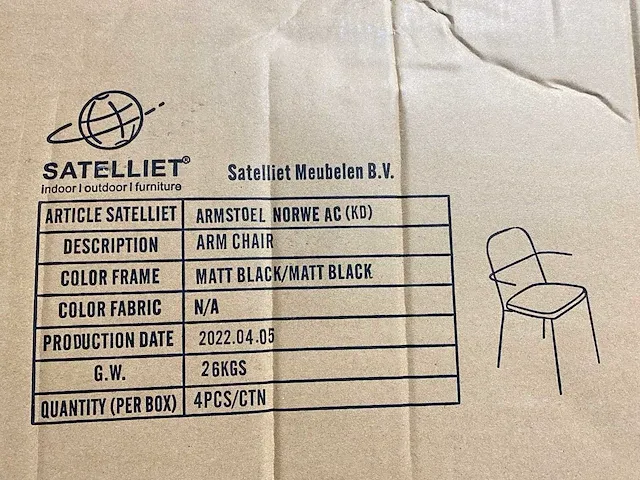 SATELLIET®
indoor | outdoor | furniture
Satelliet Meubelen B.V.
ARTICLE SATELLIET ARMSTOEL NORWE AC (KD)
DESCRIPTION ARM CHAIR
COLOR FRAME MATT BLACK/MATT BLACK
COLOR FABRIC N/A
PRODUCTION DATE 2022.04.05
G.W. 26KGS
QUANTITY (PER BOX) 4PCS/CTN